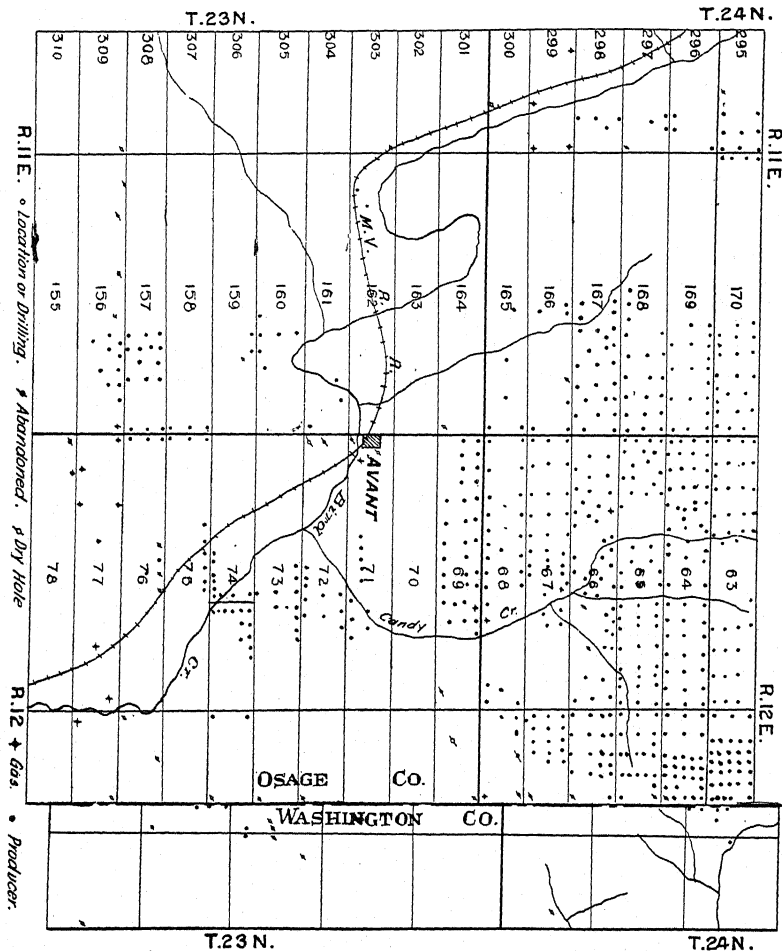 T.23N.
T.24N.
310 309 308 307 306 305 304 303 302 301 300 299 298 297 296 295
R.11E.
R.11E.
M.V.
R.
R.
155 156 157 158 159 160 161 162 163 164 165 166 167 168 169 170
AVANT
Bird
Cr.
Candy
Cr.
78 77 76 75 74 73 72 71 70 69 68 67 66 65 64 63
R.12
R.12E.
Location or Drilling. Abandoned. Dry Hole Gas. Producer.
OSAGE CO.
WASHINGTON CO.
T.23N.
T.24N.